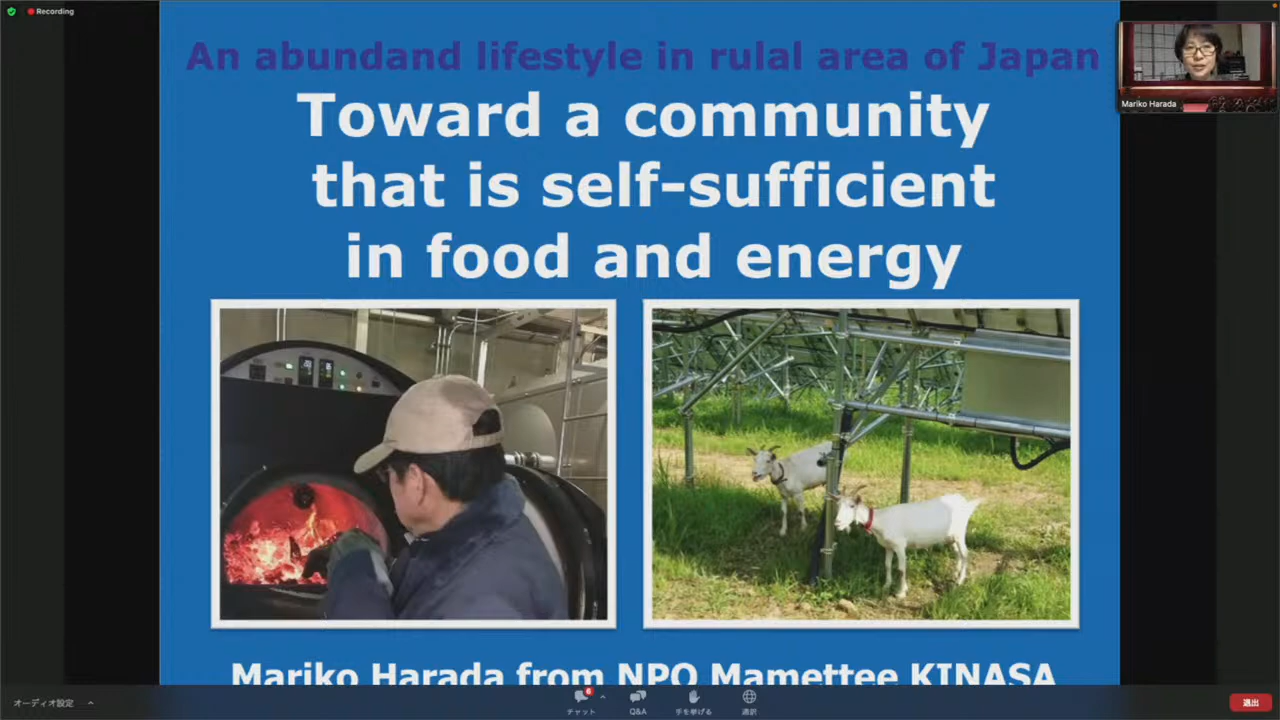 Recording
An abundand lifestyle in rulal area of Japan
Toward a community
that is self-sufficient
in food and energy
Mariko Harada
Mariko Harada from NPO Mamettee KINASA
オーディオ設定
6
チャット
Q&A
手を挙げる
通訳
退出